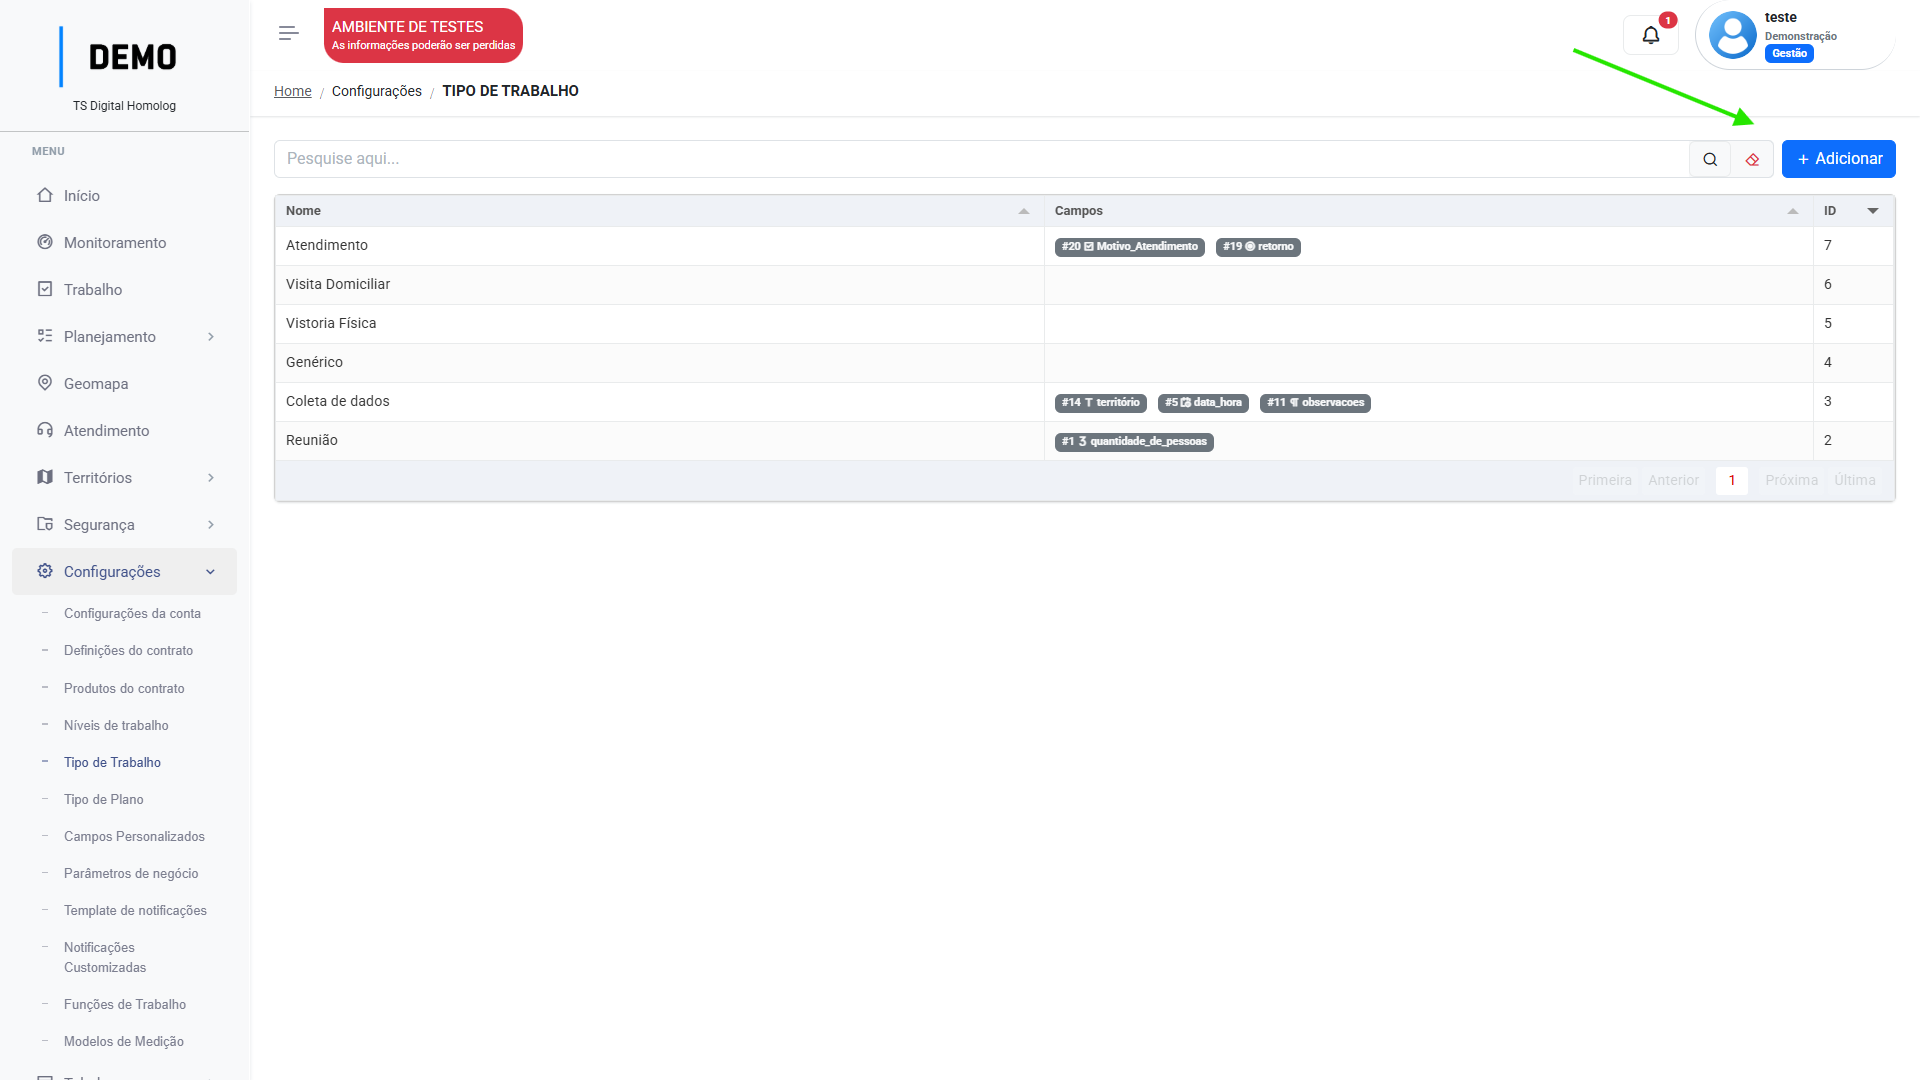 DEMO
TS Digital Homolog
MENU
Início
Monitoramento
Trabalho
Planejamento
Geomapa
Atendimento
Territórios
Segurança
Configurações
Configurações da conta
Definições do contrato
Produtos do contrato
Níveis de trabalho
Tipo de Trabalho
Tipo de Plano
Campos Personalizados
Parâmetros de negócio
Template de notificações
Notificações
Customizadas
Funções de Trabalho
Modelos de Medição
AMBIENTE DE TESTES
As informações poderão ser perdidas
1
teste
Demonstração
Gestão
Home / Configurações / TIPO DE TRABALHO
Pesquise aqui...
+ Adicionar
Nome Campos ID
Atendimento #20 Motivo_Atendimento #19 retorno 7
Visita Domiciliar 6
Vistoria Física 5
Genérico 4
Coleta de dados #14 território #5 data_hora #11 observacoes 3
Reunião #1 quantidade_de_pessoas 2
Primeira Anterior 1 Próxima Última